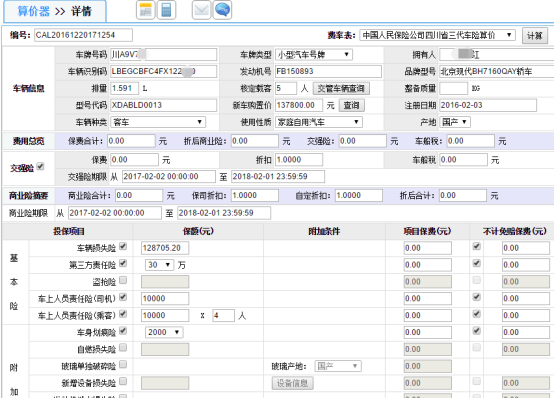 算价器 >> 详情
编号: CAL20161220171254 费率表: 中国人民保险公司四川省三代车险算价 计算
车辆信息
车牌号码 川A9V7 车牌类型 小型汽车号牌 拥有人 江
车辆识别码 LBEGCBFC4FX122 0 发动机号 FB150893 品牌型号 北京现代BH7160QAY轿车
排量 1.591 L 核定载客 5 人 交管车辆查询 整备质量 KG
型号代码 XDABLD0013 新车购置价 137800.00 元 查询 注册日期 2016-02-03
车辆种类 客车 使用性质 家庭自用汽车 产地 国产
费用总览 保费合计: 0.00 元 折后商业险: 0.00 元 交强险: 0.00 元 车船税: 0.00 元
交强险 保费 0.00 元 折扣 1.0000 车船税 0.00 元
交强险期限 从 2017-02-02 00:00:00 至 2018-02-01 23:59:59
商业险摘要 商业险合计: 0.00 元 保司折扣: 1.0000 自定折扣: 1.0000 折后合计: 0.00 元
商业险期限 从 2017-02-02 00:00:00 至 2018-02-01 23:59:59
投保项目 保额(元) 附加条件 项目保费(元) 不计免赔保费(元)
基本险
车辆损失险 128705.20 0.00 0.00
第三方责任险 30 万 0.00 0.00
盗抢险 0.00 0.00
车上人员责任险(司机) 10000 0.00 0.00
车上人员责任险(乘客) 10000 X 4 人 0.00 0.00
附加
车身划痕险 2000 0.00 0.00
自燃损失险 0.00 0.00
玻璃单独破碎险 玻璃产地: 国产 0.00
新增设备损失险 设备信息 0.00 0.00